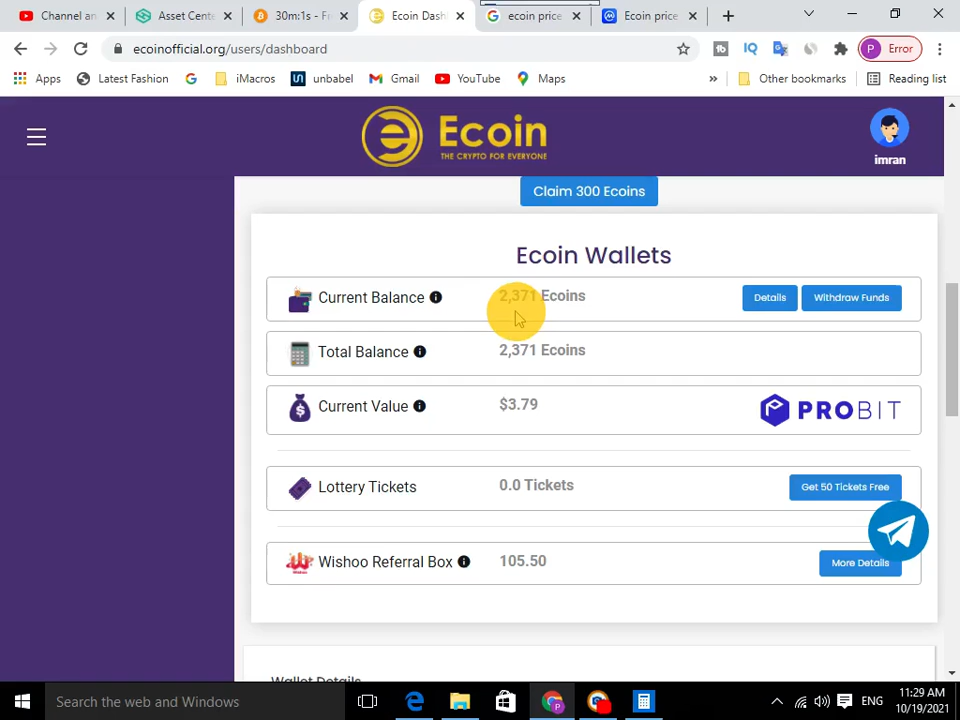 Channel an
Asset Cent
30m:1s - F
Ecoin Dash
ecoin price
Ecoin price
ecoinofficial.org/users/dashboard
IQ
P Error
Apps
Latest Fashion
iMacros
un unbabel
Gmail
YouTube
Maps
»
Other bookmarks
Reading list
e Ecoin
THE CRYPTO FOR EVERYONE
imran
Claim 300 Ecoins
Ecoin Wallets
Current Balance
2,371 Ecoins
Details
Withdraw Funds
Total Balance
2,371 Ecoins
Current Value
$3.79
PROBIT
Lottery Tickets
0.0 Tickets
Get 50 Tickets Free
Wishoo Referral Box
105.50
More Details
Wallet Details
Search the web and Windows
ENG
11:29 AM
10/19/2021